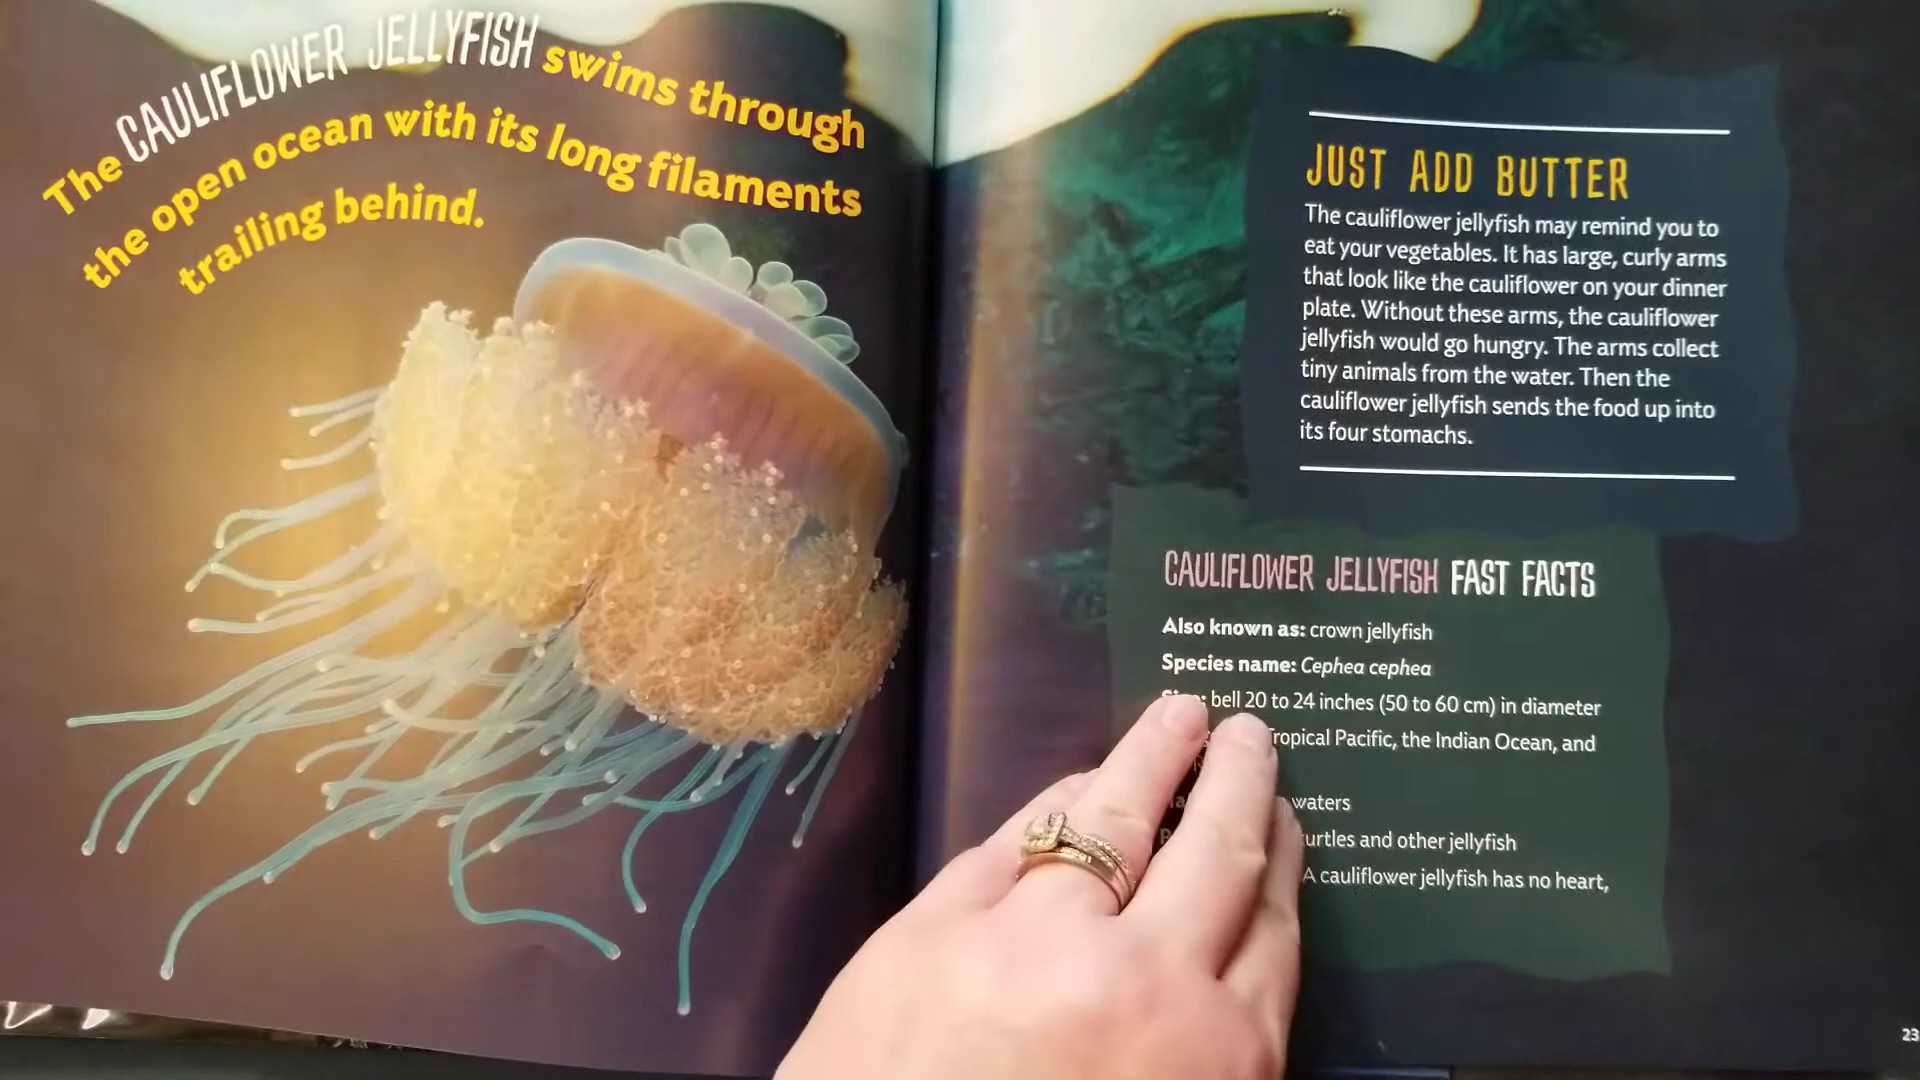 The CAULIFLOWER JELLYFISH swims through
the open ocean with its long filaments
trailing behind.
JUST ADD BUTTER
The cauliflower jellyfish may remind you to
eat your vegetables. It has large, curly arms
that look like the cauliflower on your dinner
plate. Without these arms, the cauliflower
jellyfish would go hungry. The arms collect
tiny animals from the water. Then the
cauliflower jellyfish sends the food up into
its four stomachs.
CAULIFLOWER JELLYFISH FAST FACTS
Also known as: crown jellyfish
Species name: Cephea cephea
bell 20 to 24 inches (50 to 60 cm) in diameter
Tropical Pacific, the Indian Ocean, and
waters
and other jellyfish
A cauliflower jellyfish has no heart,
23